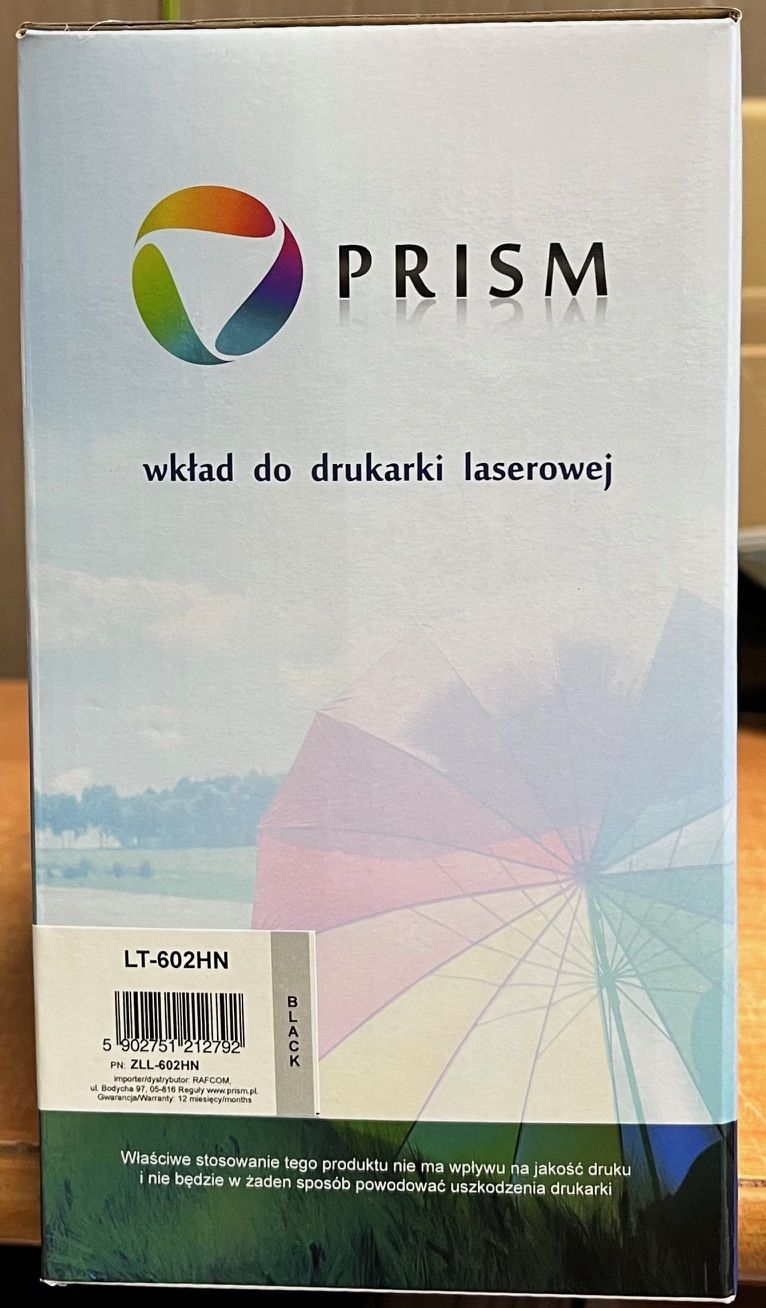 PRISM
wkład do drukarki laserowej
LT-602HN
BLACK
5 902751 212792
PN: ZLL-602HN
importer/dystrybutor: RAFCOM,
ul. Bodycha 97, 05-816 Reguły www.prism.pl
Gwarancja/Warranty: 12 miesięcy/months
Właściwe stosowanie tego produktu nie ma wpływu na jakość druku
i nie będzie w żaden sposób powodować uszkodzenia drukarki